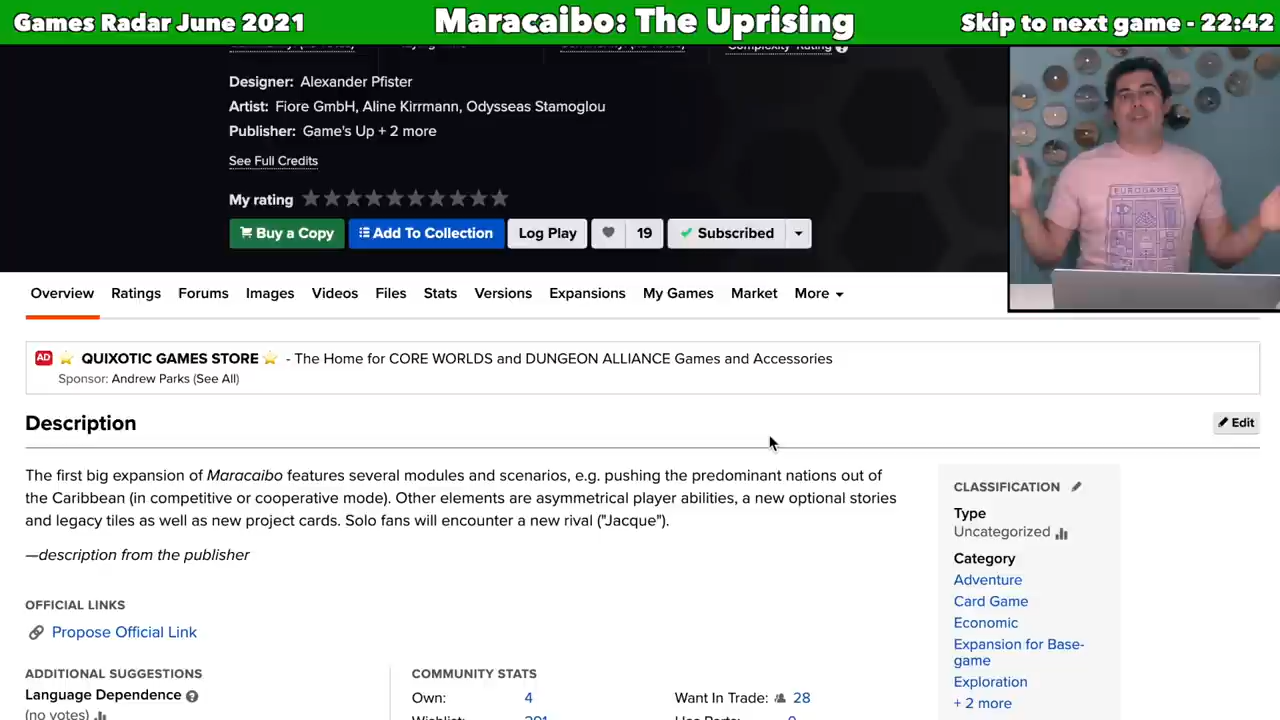 Games Radar June 2021
Maracaibo: The Uprising
Skip to next game - 22:42
Designer: Alexander Pfister
Artist: Fiore GmbH, Aline Kirrmann, Odysseas Stamoglou
Publisher: Game's Up + 2 more
See Full Credits
My rating
Buy a Copy
Add To Collection
Log Play
19
Subscribed
Overview Ratings Forums Images Videos Files Stats Versions Expansions My Games Market More
EUROGAMES
AD QUIXOTIC GAMES STORE - The Home for CORE WORLDS and DUNGEON ALLIANCE Games and Accessories
Sponsor: Andrew Parks (See All)
Description
Edit
The first big expansion of Maracaibo features several modules and scenarios, e.g. pushing the predominant nations out of
the Caribbean (in competitive or cooperative mode). Other elements are asymmetrical player abilities, a new optional stories
and legacy tiles as well as new project cards. Solo fans will encounter a new rival ("Jacque").
—description from the publisher
OFFICIAL LINKS
Propose Official Link
ADDITIONAL SUGGESTIONS
Language Dependence
(no votes)
COMMUNITY STATS
Own: 4
Want In Trade: 28
CLASSIFICATION
Type
Uncategorized
Category
Adventure
Card Game
Economic
Expansion for Base-
game
Exploration
+ 2 more